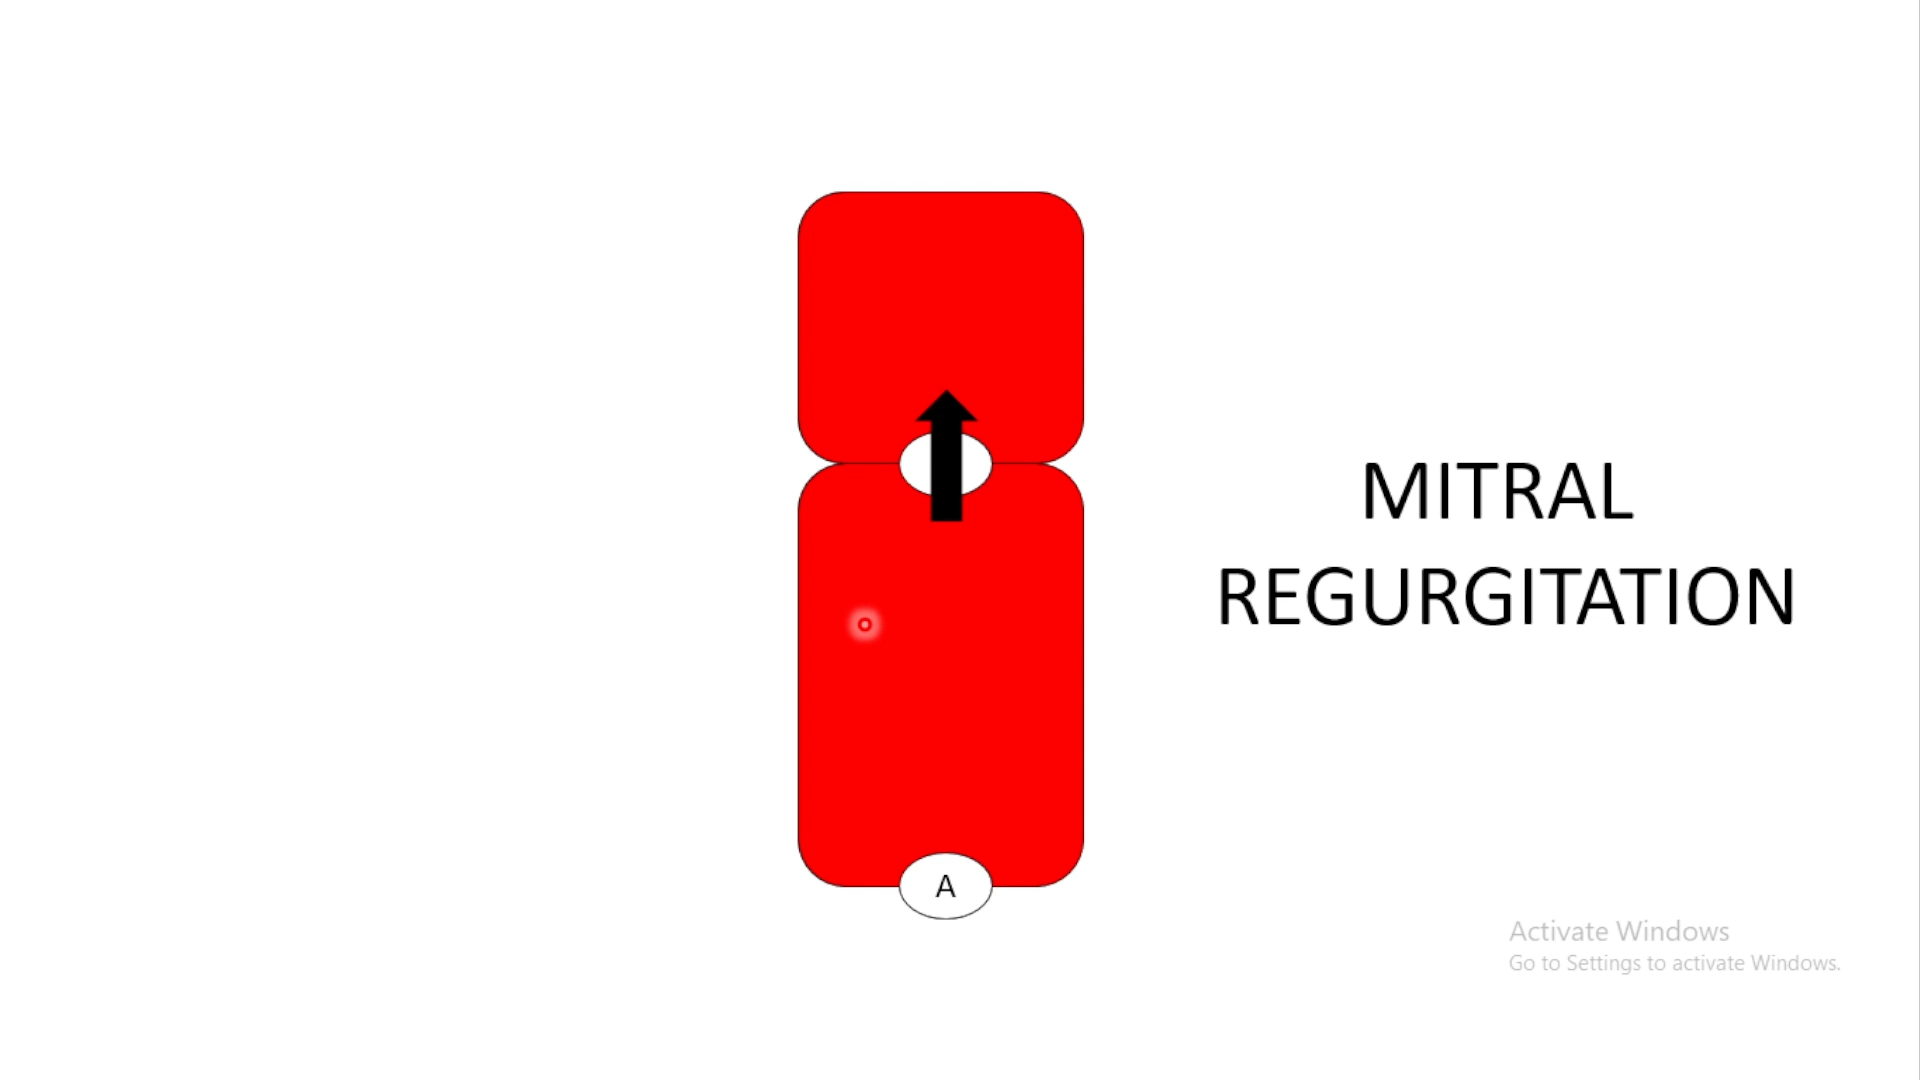 MITRAL
REGURGITATION
A
Activate Windows
Go to Settings to activate Windows.